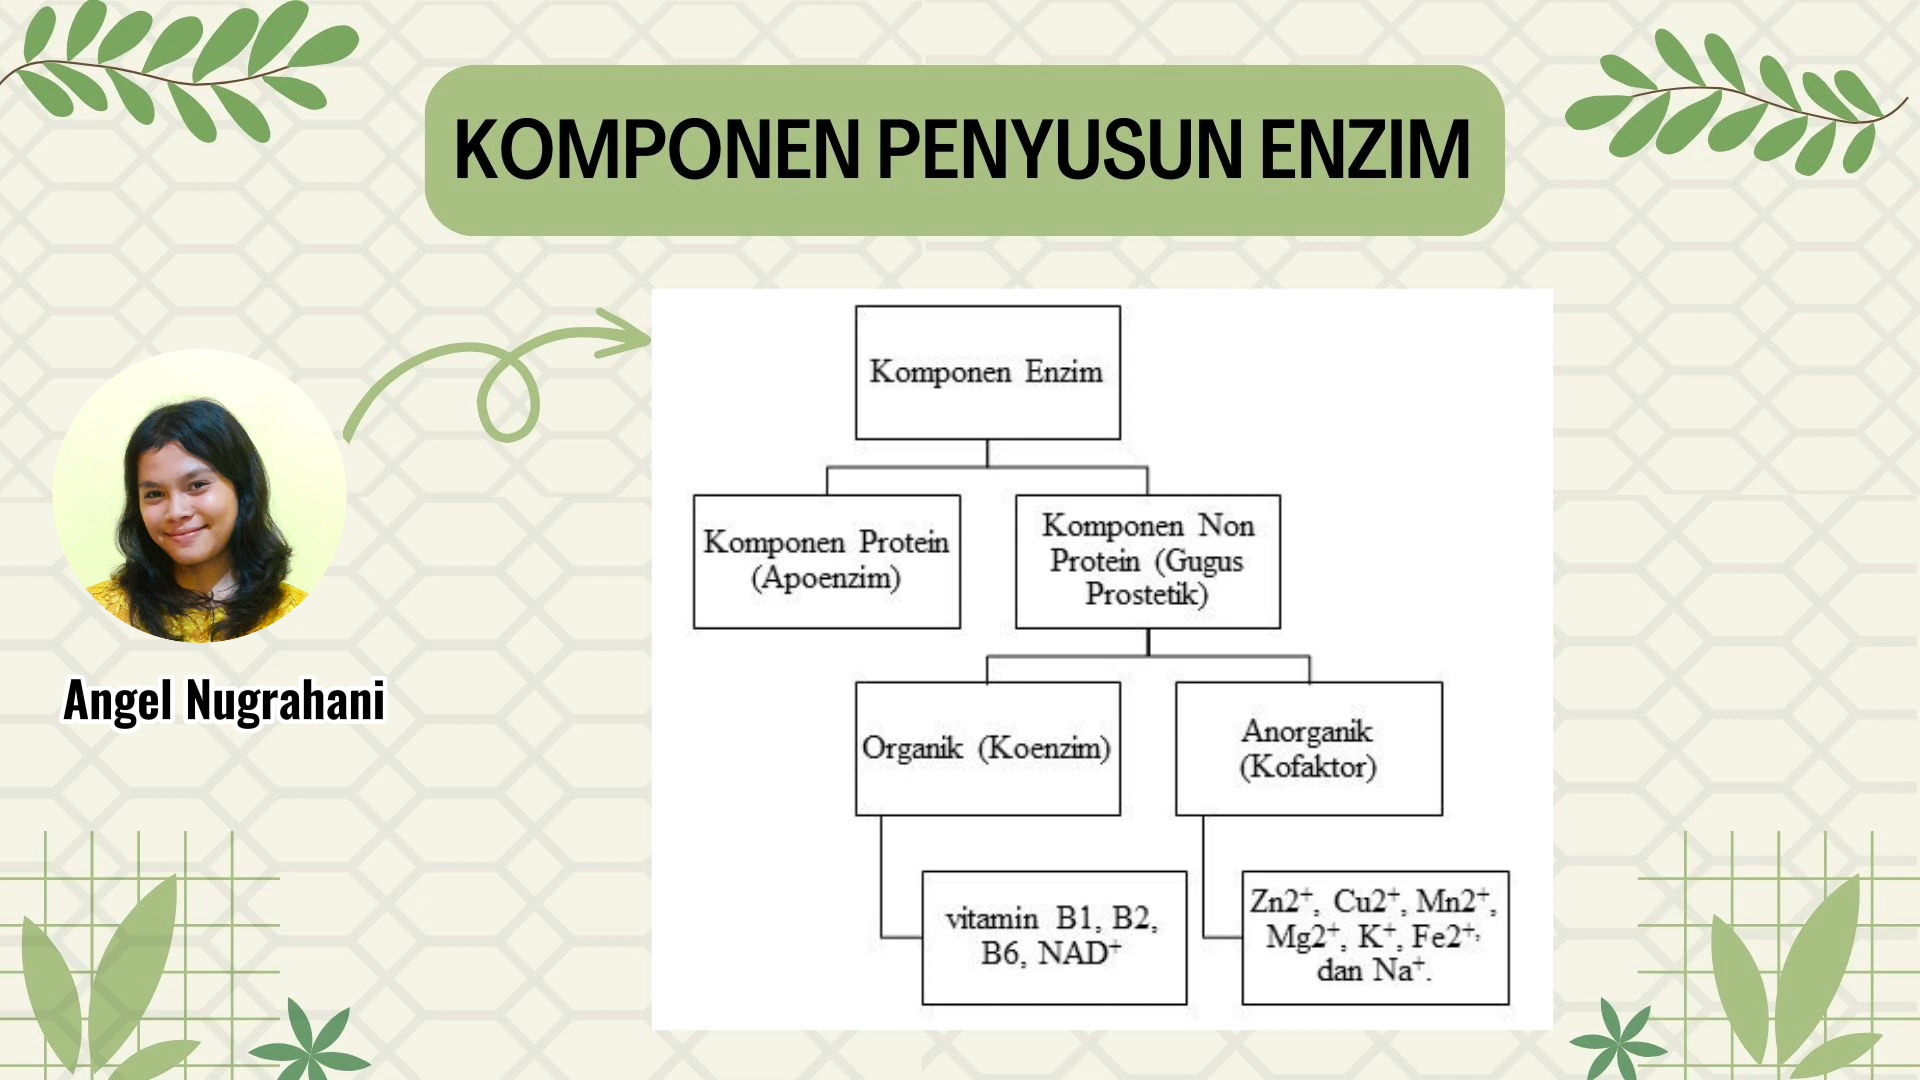 KOMPONEN PENYUSUN ENZIM
Angel Nugrahani
Komponen Enzim
Komponen Protein
(Apoenzim)
Komponen Non
Protein (Gugus
Prostetik)
Organik (Koenzim)
Anorganik
(Kofaktor)
vitamin B1, B2,
B6, NAD⁺
Zn2⁺, Cu2⁺, Mn2⁺,
Mg2⁺, K⁺, Fe2⁺,
dan Na⁺.